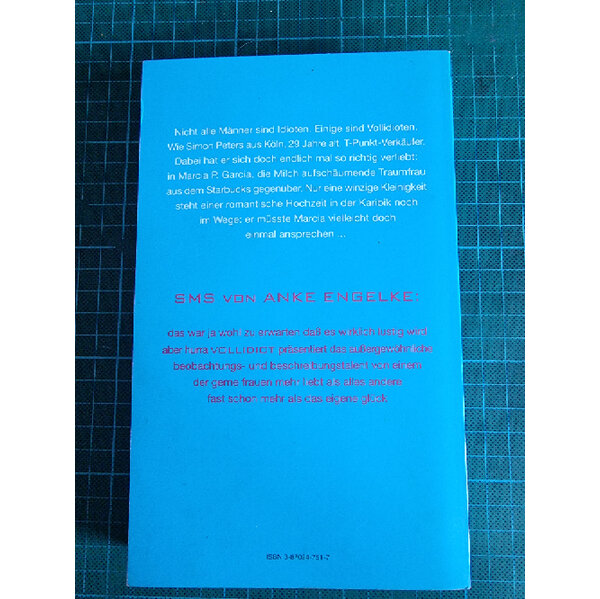 Nicht alle Männer sind Idioten. Einige sind Vollidioten.
Wie Simon Peters aus Köln, 29 Jahre alt, T-Punkt-Verkäufer.
Dabei hat er sich doch endlich mal so richtig verliebt:
in Marcia P. Garcia, die Milch aufschäumende Traumfrau
aus dem Starbucks gegenüber. Nur eine winzige Kleinigkeit
steht einer romantische Hochzeit in der Karibik noch
im Wege: er müsste Marcia vielleicht doch
einmal ansprechen ...
SMS VON ANKE ENGELKE:
das war ja wohl zu erwarten daß es wirklich lustig wird
aber hurra VOLLIDIOT präsentiert das außergewöhnliche
beobachtungs- und beschreibungstalent von einem
der gerne frauen mehr liebt als alles andere
fast schon mehr als das eigene glück
ISBN 3-87024-751-7